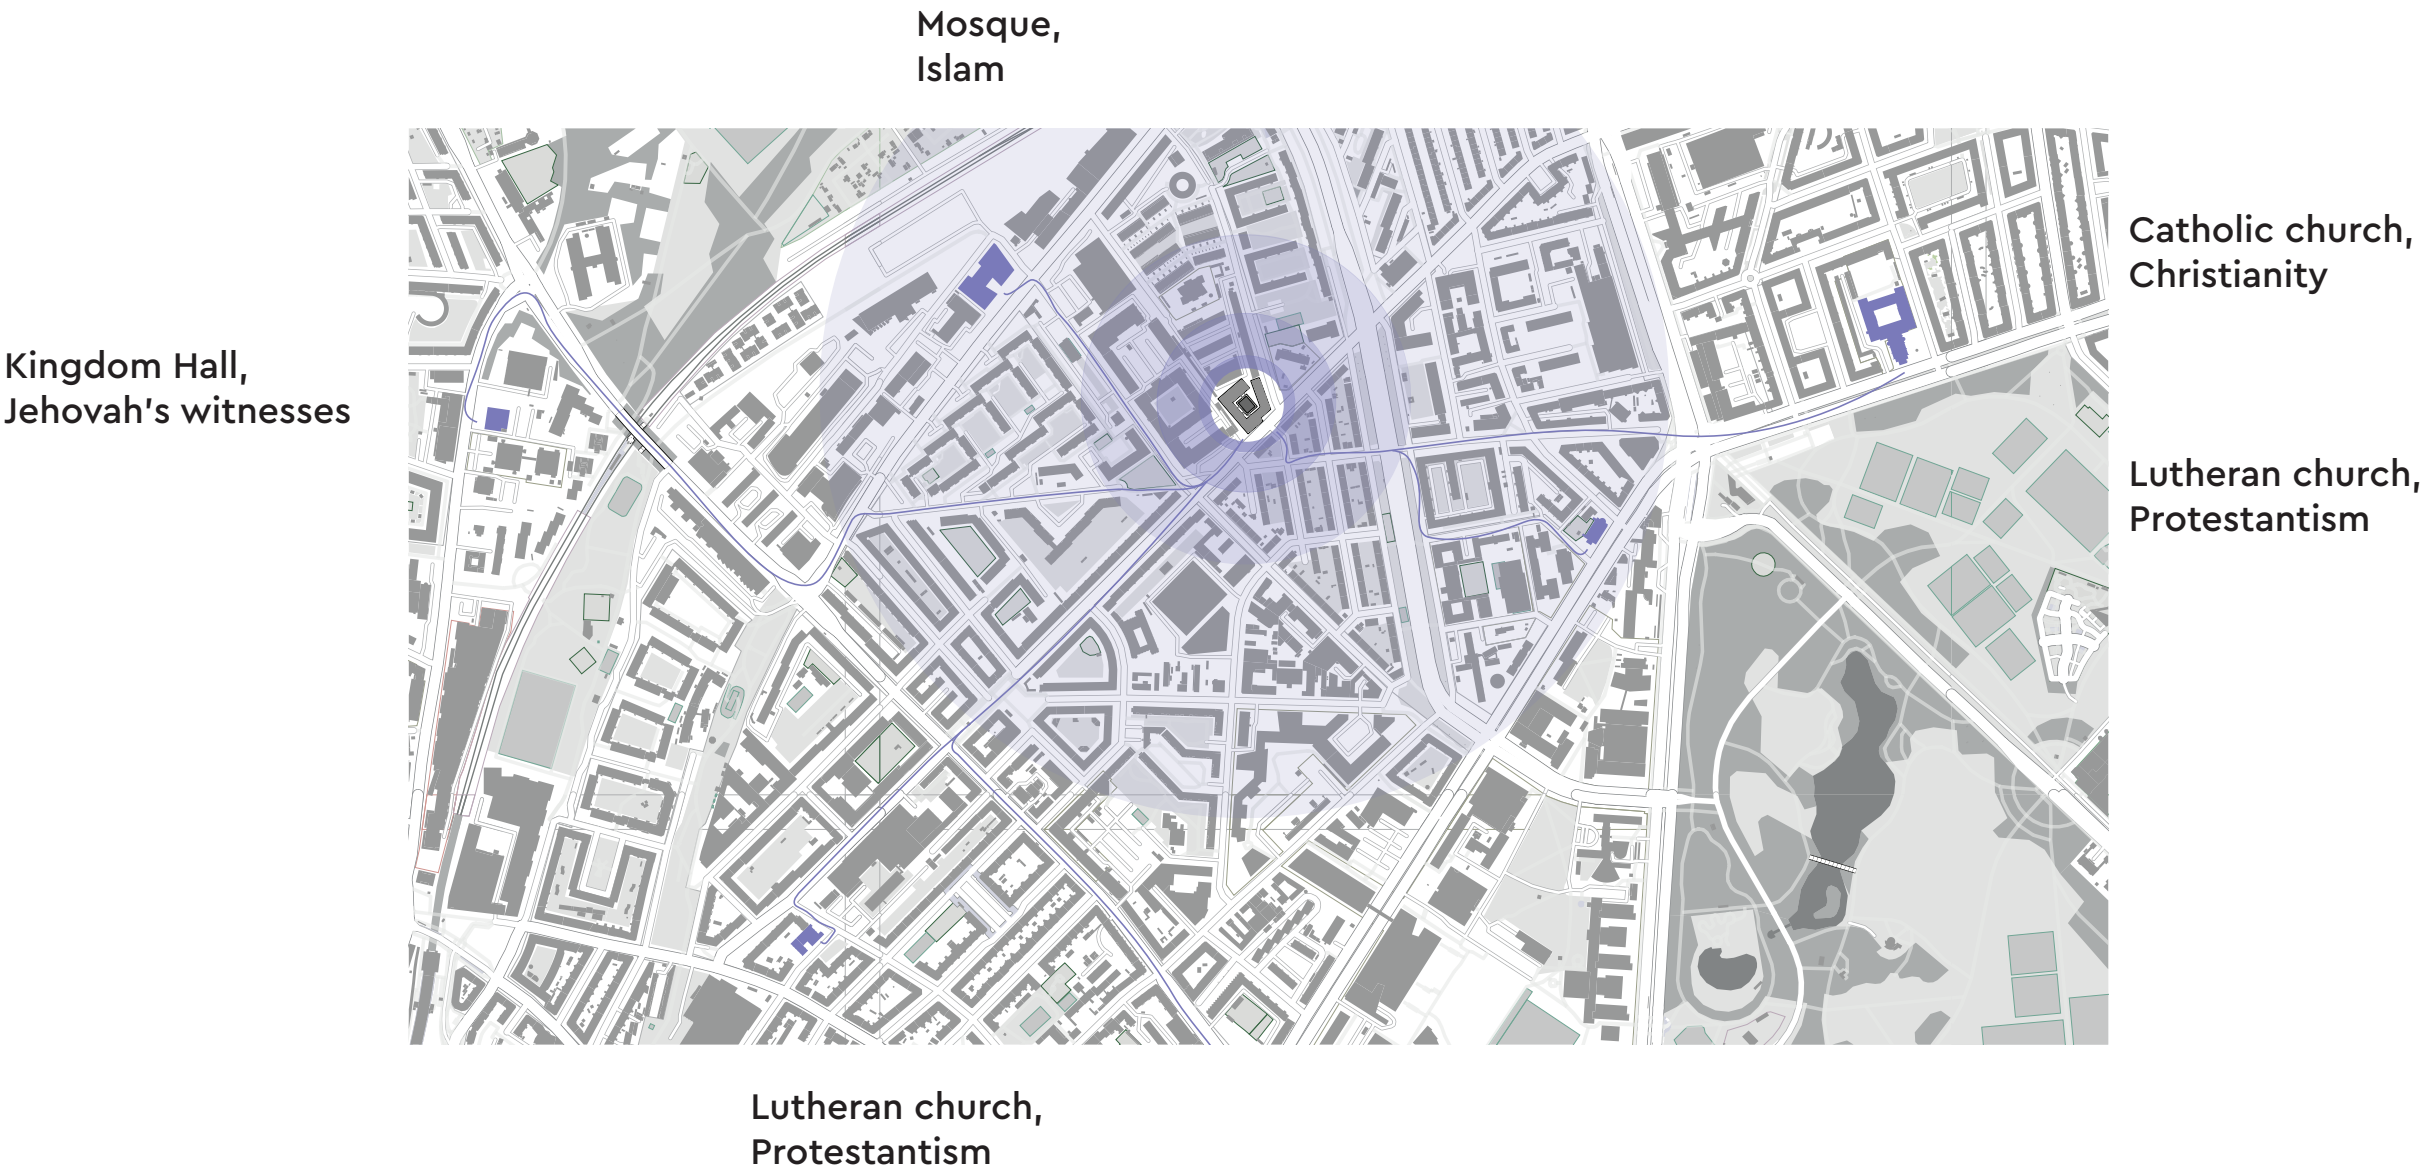 Mosque,
Islam
Catholic church,
Christianity
Kingdom Hall,
Jehovah's witnesses
Lutheran church,
Protestantism
Lutheran church,
Protestantism